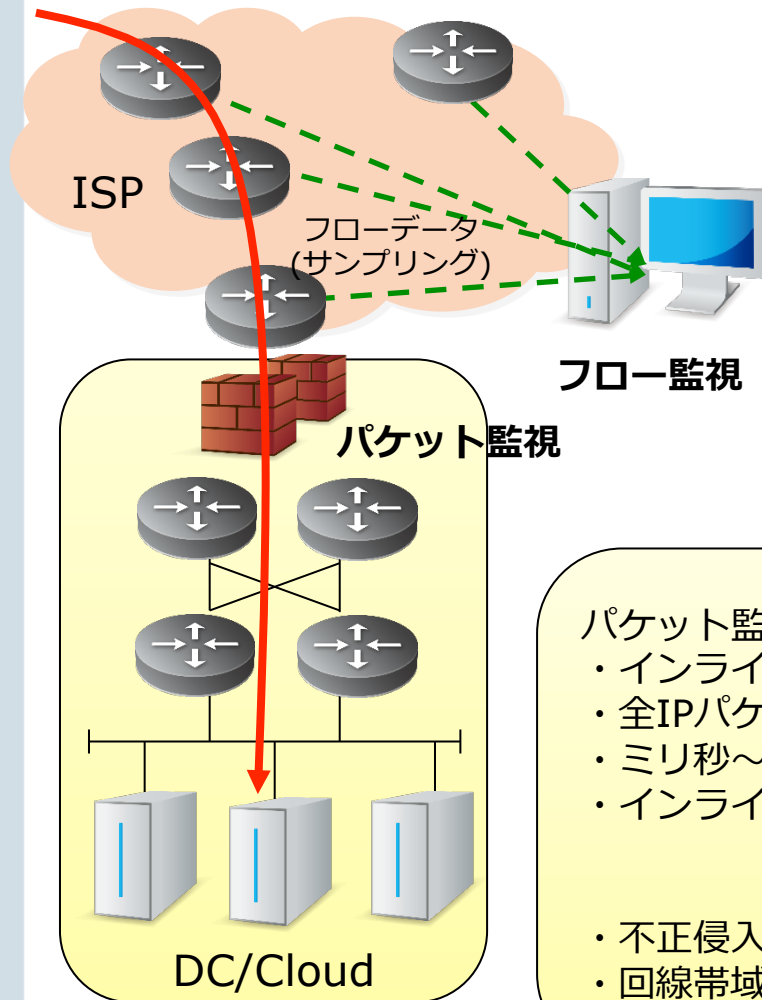 ISP
フローデータ
(サンプリング)
フロー監視
パケット監視
DC/Cloud
パケット監
・インライ
・全IPパケ
・ミリ秒～
・インライ
・不正侵入
・回線帯域